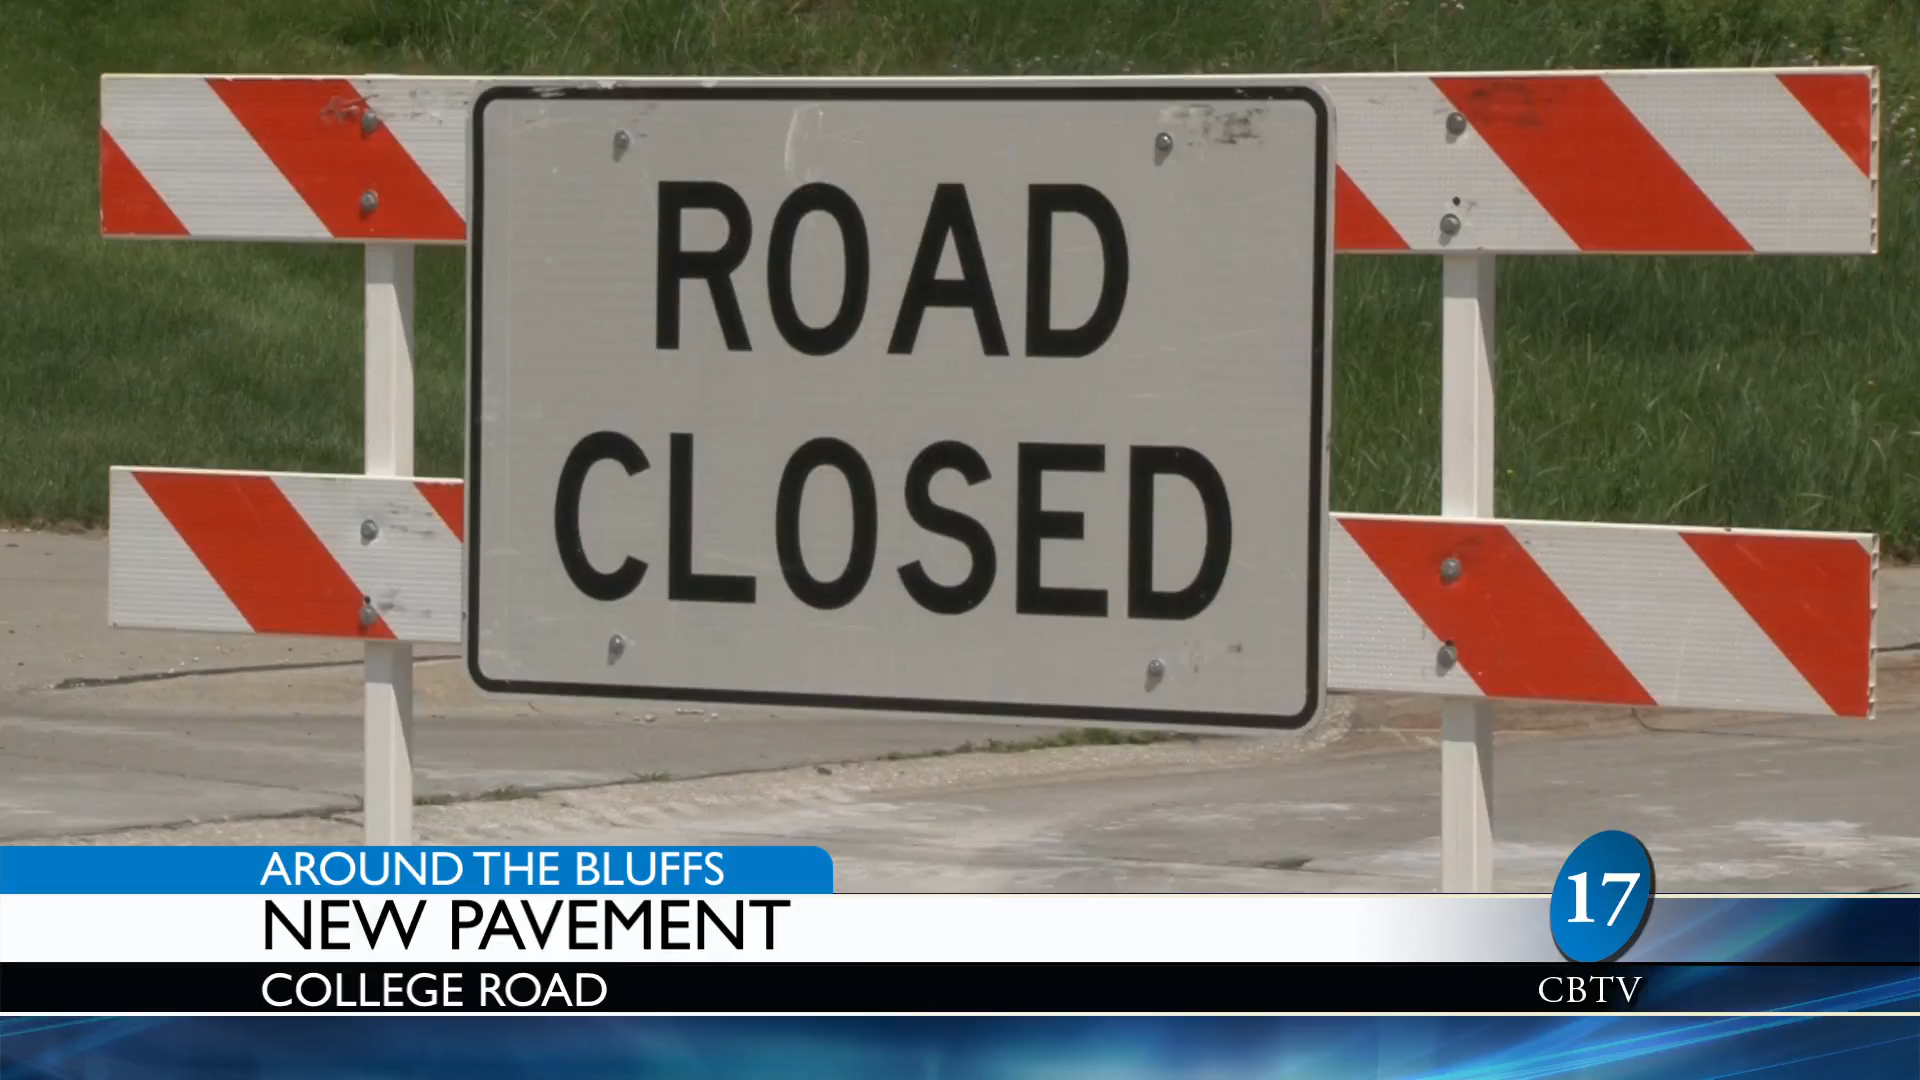 ROAD
CLOSED
AROUND THE BLUFFS
NEW PAVEMENT
COLLEGE ROAD
17
CBTV